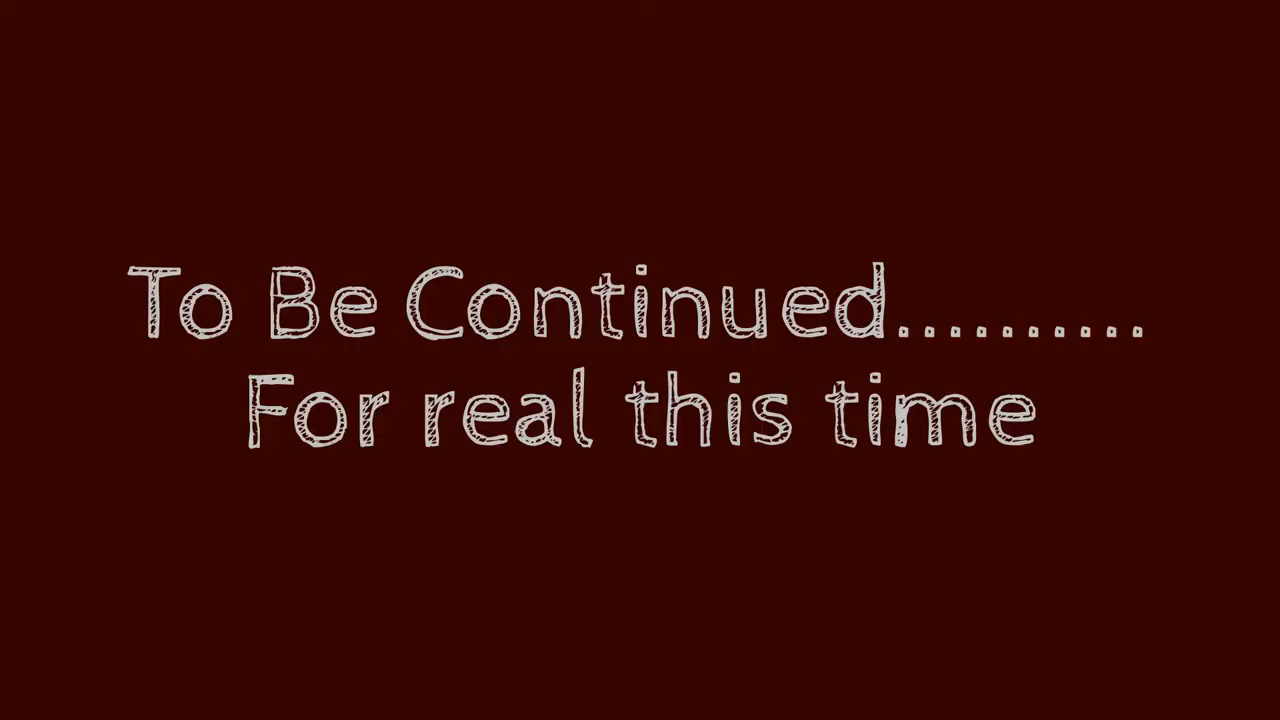 To Be Continued..........
For real this time